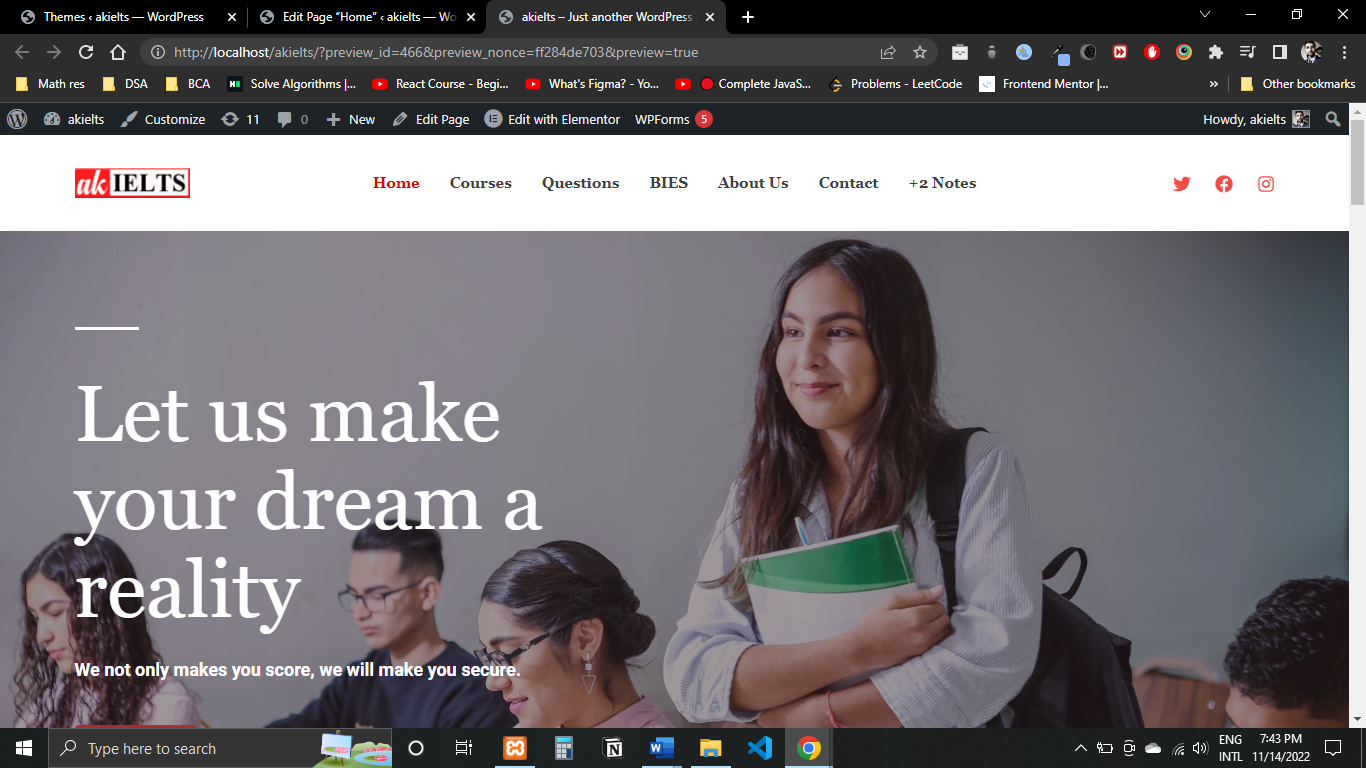 Themes ‹ akielts — WordPress
Edit Page “Home” ‹ akielts — Wo
akielts – Just another WordPress
http://localhost/akielts/?preview_id=466&preview_nonce=ff284de703&preview=true
Math res
DSA
BCA
Solve Algorithms |...
React Course - Begi...
What's Figma? - Yo...
Complete JavaS...
Problems - LeetCode
Frontend Mentor |...
»
Other bookmarks
akielts
Customize
11
0
New
Edit Page
Edit with Elementor
WPForms 5
Howdy, akielts
ak IELTS
Home
Courses
Questions
BIES
About Us
Contact
+2 Notes
Let us make
your dream a
reality
We not only makes you score, we will make you secure.
Type here to search
ENG
INTL
7:43 PM
11/14/2022